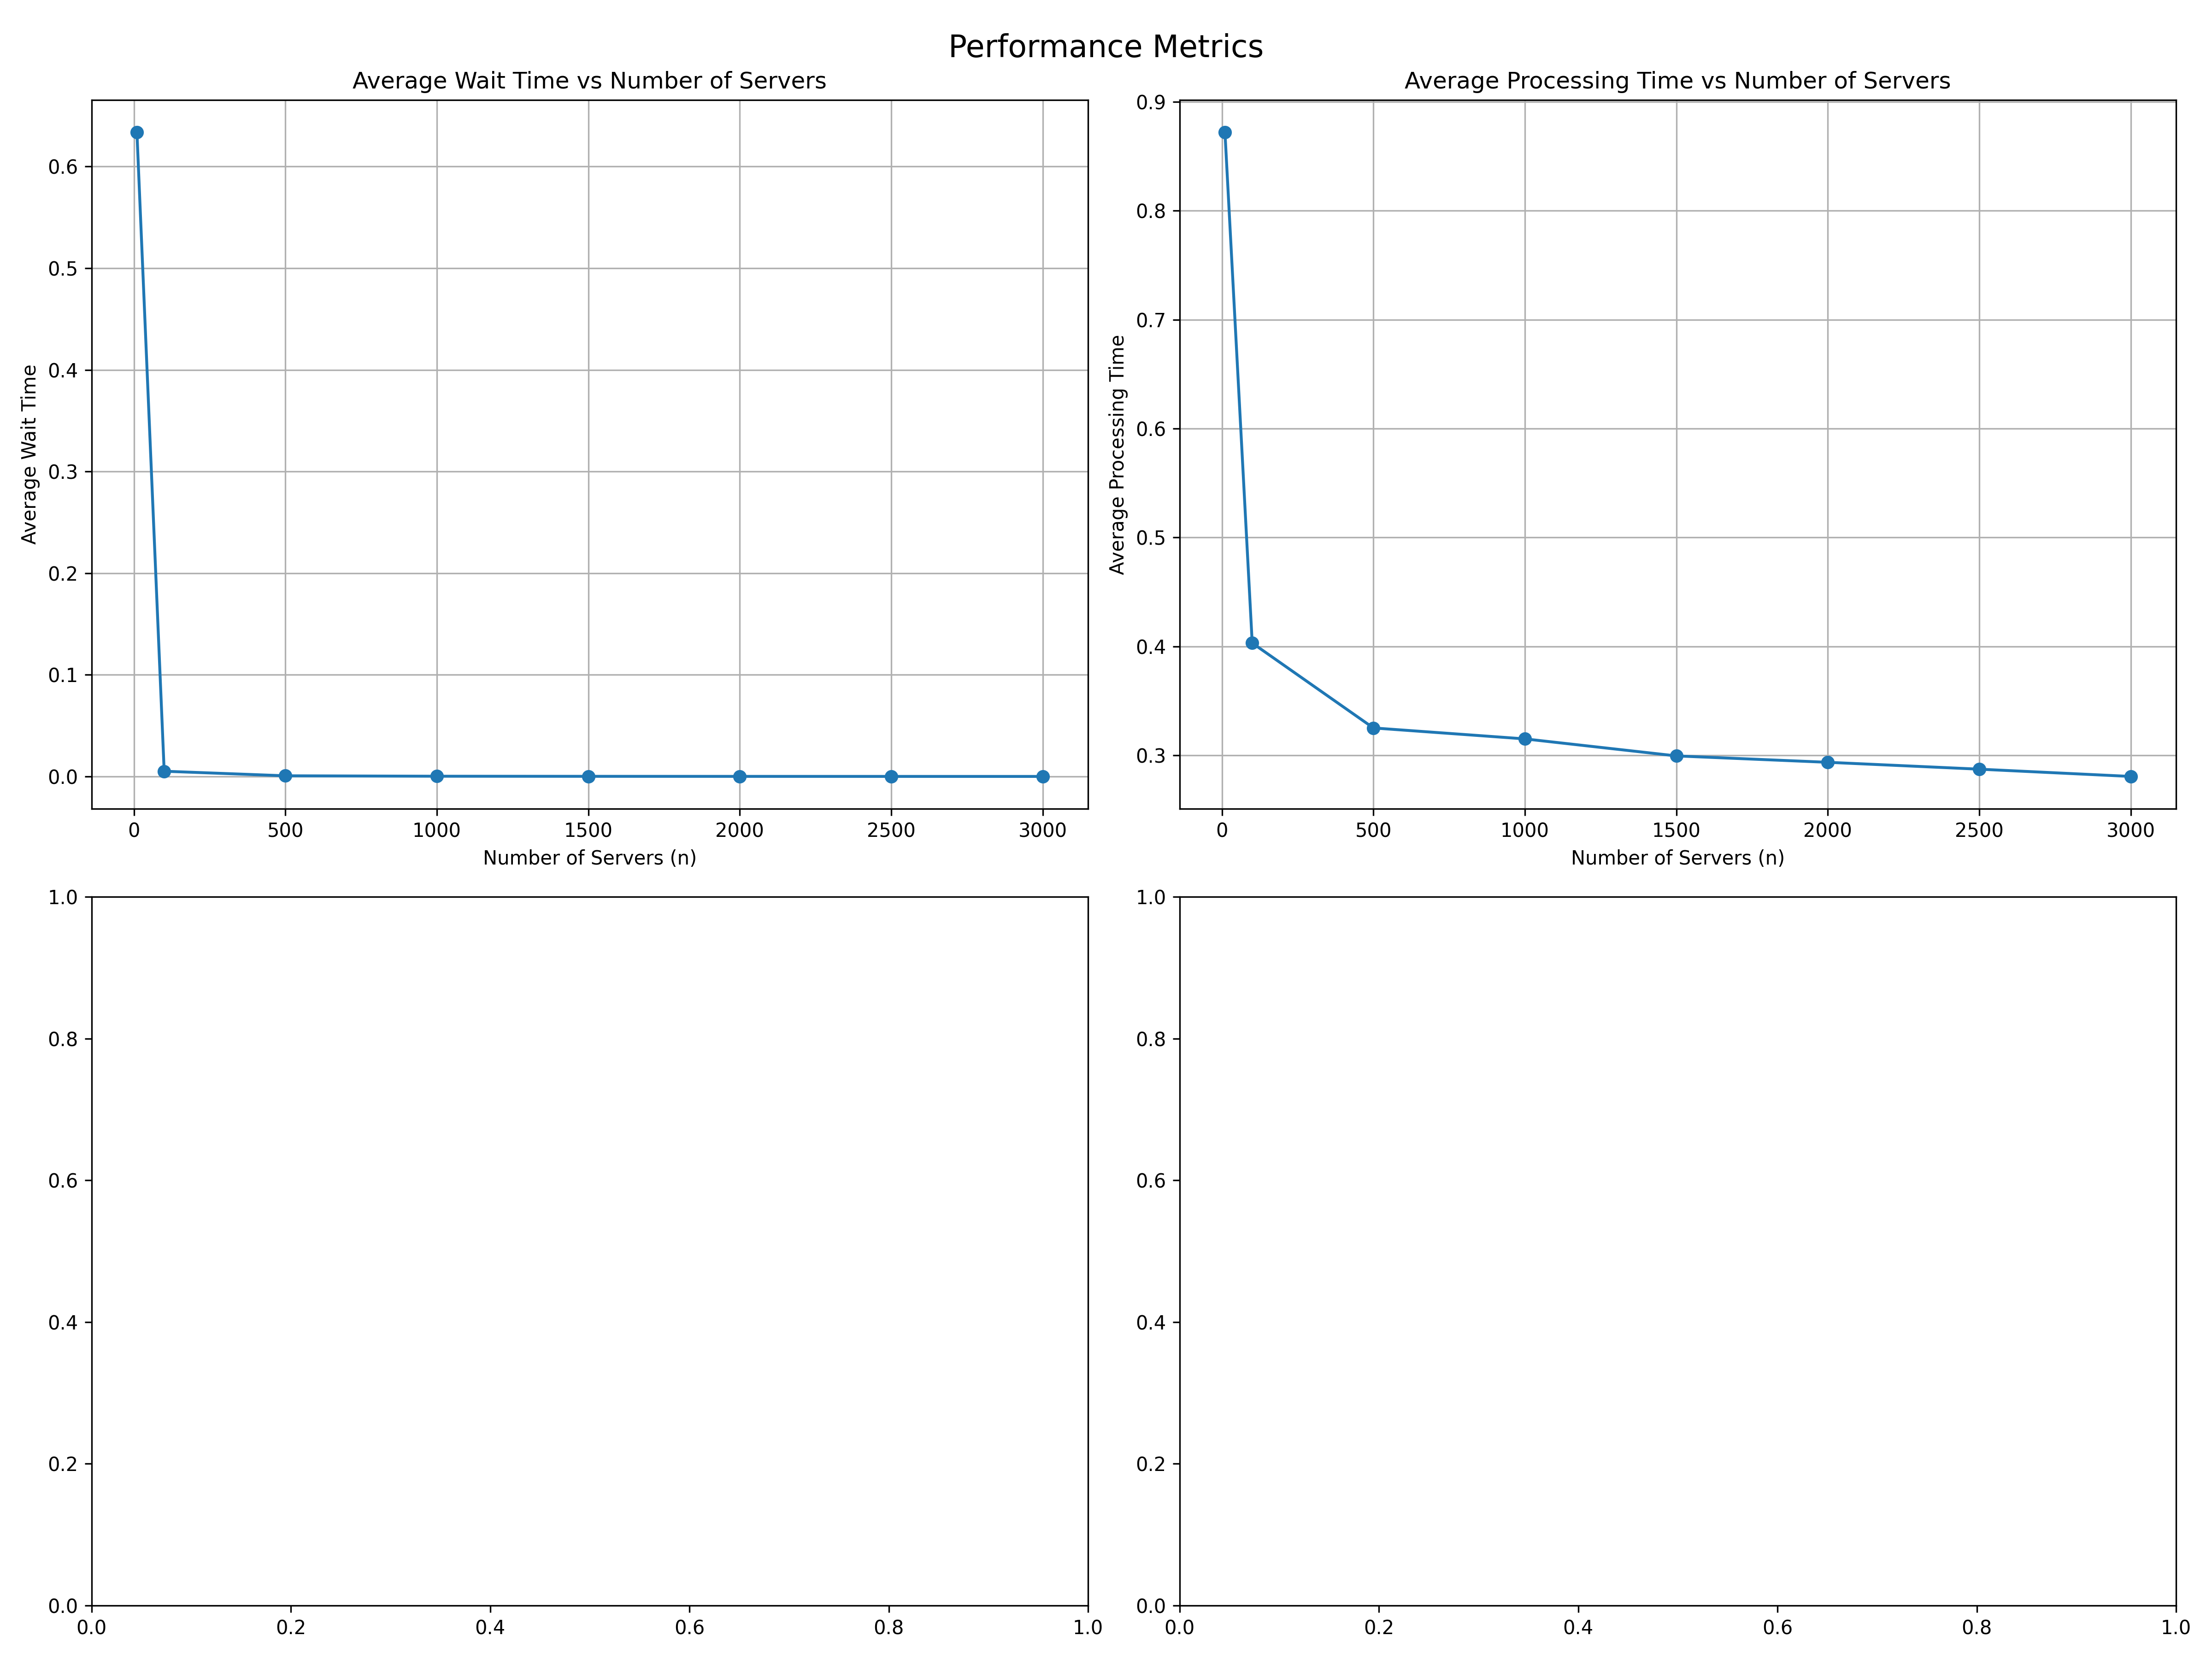 Performance Metrics
Average Wait Time vs Number of Servers
Average Wait Time
0.6
0.5
0.4
0.3
0.2
0.1
0.0
0 500 1000 1500 2000 2500 3000
Number of Servers (n)
Average Processing Time vs Number of Servers
Average Processing Time
0.9
0.8
0.7
0.6
0.5
0.4
0.3
0 500 1000 1500 2000 2500 3000
Number of Servers (n)
1.0
0.8
0.6
0.4
0.2
0.0
0.0 0.2 0.4 0.6 0.8 1.0
1.0
0.8
0.6
0.4
0.2
0.0
0.0 0.2 0.4 0.6 0.8 1.0